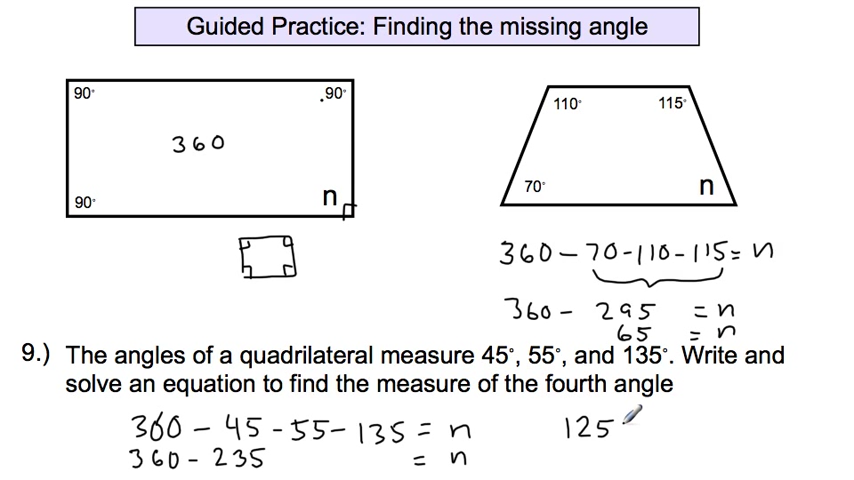 Guided Practice: Finding the missing angle
90°
.90°
360
90°
n
110°
115°
70°
n
360 - 70 - 110 - 115 = n
360 - 295 = n
65 = n
9.) The angles of a quadrilateral measure 45°, 55°, and 135°. Write and
solve an equation to find the measure of the fourth angle
360 - 45 - 55 - 135 = n
125
360 - 235 = n